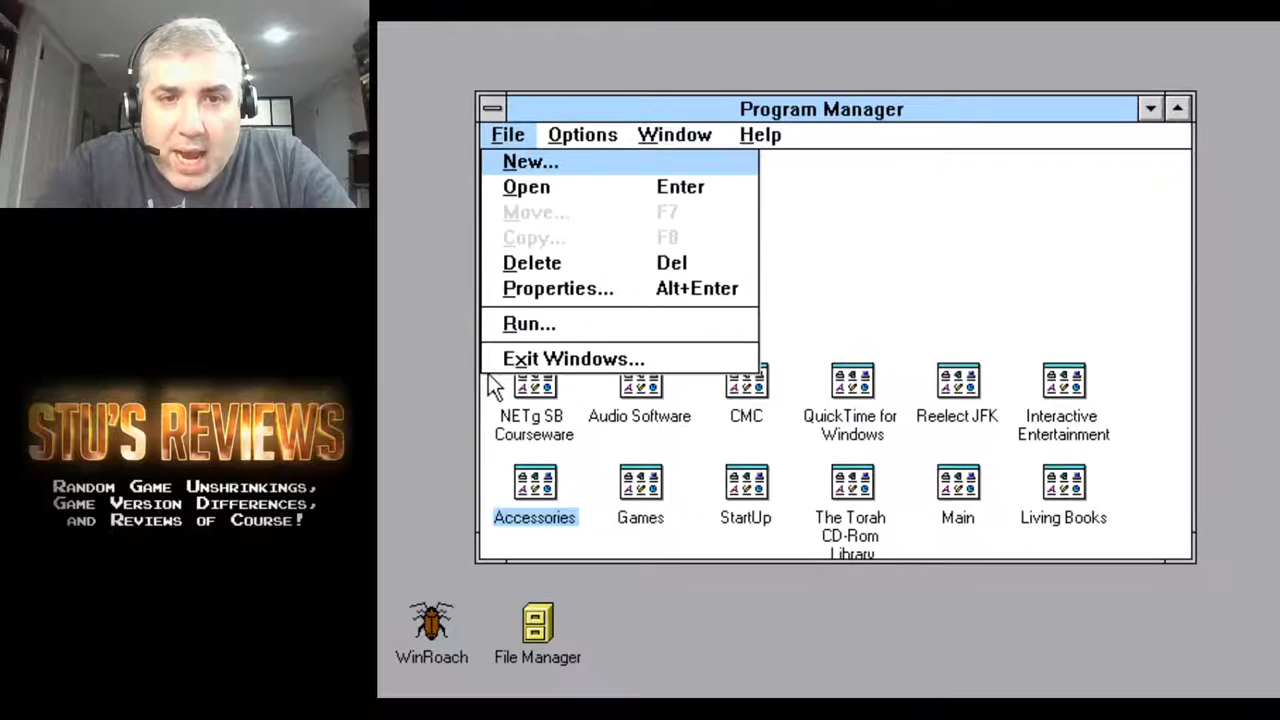 Program Manager
File Options Window Help
New...
Open Enter
Move... F7
Copy... F8
Delete Del
Properties... Alt+Enter
Run...
Exit Windows...
NETg SB
Courseware
Audio Software
CMC
QuickTime for
Windows
Reelect JFK
Interactive
Entertainment
Accessories
Games
StartUp
The Torah
CD-Rom
Library
Main
Living Books
WinRoach
File Manager
STU'S REVIEWS
RANDOM GAME UNSHRINKINGS,
GAME VERSION DIFFERENCES,
AND REVIEWS OF COURSE!